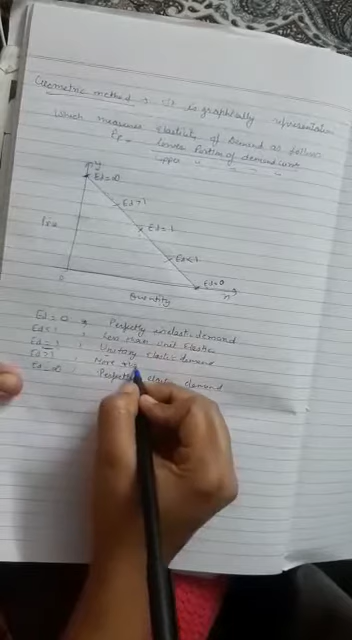 Geometric method : It is graphically representation
Which measures elasticity of Demand as follows
Ep = Lower Portion of demand curve
Upper " " " "
y
Ed = ∞
Ed > 1
Ed = 1
Ed < 1
Ed = 0
x
0
Quantity
Ed = 0 Perfectly inelastic demand
Ed < 1 Less than unit Elastic
Ed = 1 Unitary elastic demand
Ed > 1 More
Ed = ∞ Perfectly elastic demand